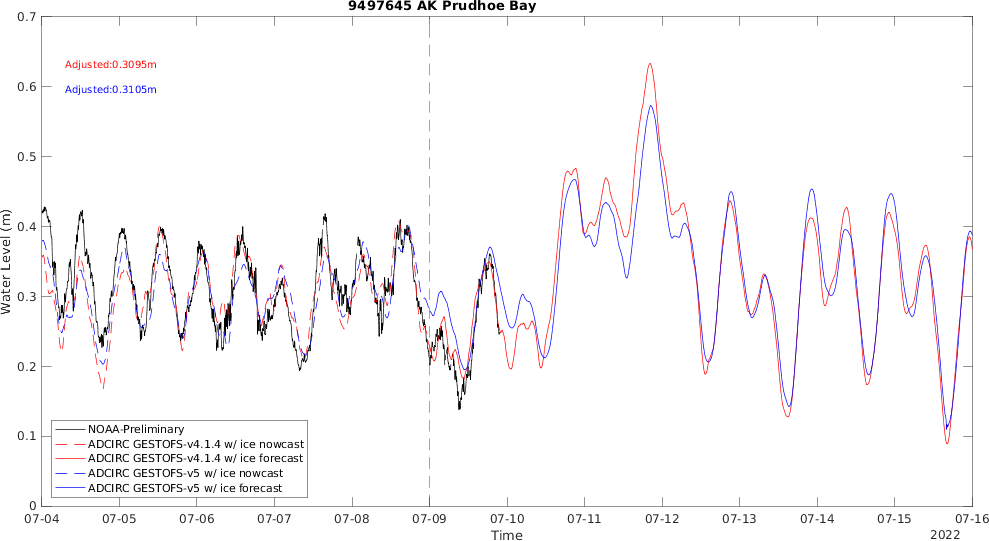 9497645 AK Prudhoe Bay
0.7
0.6
0.5
0.4
0.3
0.2
0.1
0
Water Level (m)
Adjusted:0.3095m
Adjusted:0.3105m
NOAA-Preliminary
ADCIRC GESTOFS-v4.1.4 w/ ice nowcast
ADCIRC GESTOFS-v4.1.4 w/ ice forecast
ADCIRC GESTOFS-v5 w/ ice nowcast
ADCIRC GESTOFS-v5 w/ ice forecast
07-04 07-05 07-06 07-07 07-08 07-09 07-10 07-11 07-12 07-13 07-14 07-15 07-16
Time
2022